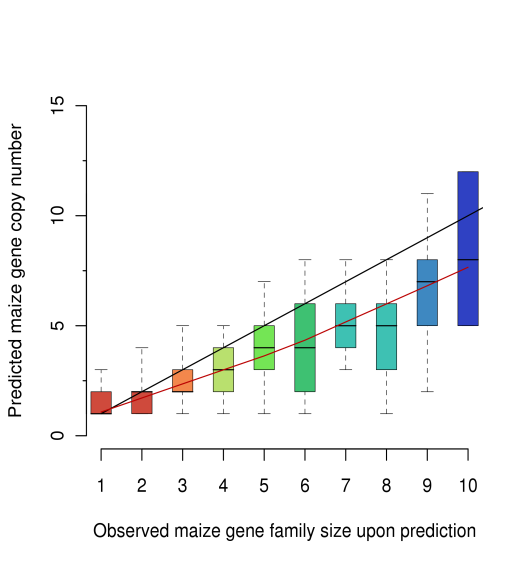 Predicted maize gene copy number
15
10
5
0
1 2 3 4 5 6 7 8 9 10
Observed maize gene family size upon prediction